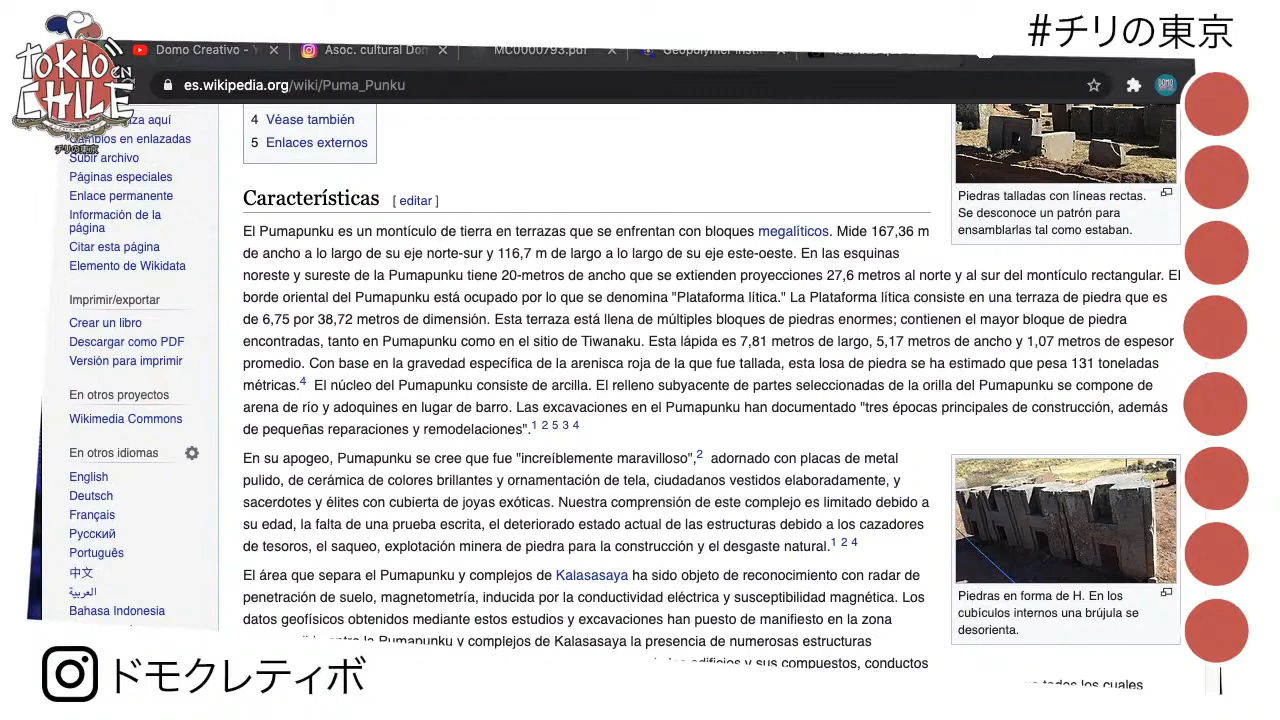 #チリの東京
TOKIO
EN
CHILE
チリの東京
Domo Creativo - Y
Asoc. cultural Don
MC0000793.pdf
es.wikipedia.org/wiki/Puma_Punku
DOMO
aquí
Cambios en enlazadas
Subir archivo
Páginas especiales
Enlace permanente
Información de la
página
Citar esta página
Elemento de Wikidata
Imprimir/exportar
Crear un libro
Descargar como PDF
Versión para imprimir
En otros proyectos
Wikimedia Commons
En otros idiomas
English
Deutsch
Français
Русский
Português
中文
العربية
Bahasa Indonesia
4 Véase también
5 Enlaces externos
Características [ editar ]
El Pumapunku es un montículo de tierra en terrazas que se enfrentan con bloques megalíticos. Mide 167,36 m
de ancho a lo largo de su eje norte-sur y 116,7 m de largo a lo largo de su eje este-oeste. En las esquinas
noreste y sureste de la Pumapunku tiene 20-metros de ancho que se extienden proyecciones 27,6 metros al norte y al sur del montículo rectangular. El
borde oriental del Pumapunku está ocupado por lo que se denomina "Plataforma lítica." La Plataforma lítica consiste en una terraza de piedra que es
de 6,75 por 38,72 metros de dimensión. Esta terraza está llena de múltiples bloques de piedras enormes; contienen el mayor bloque de piedra
encontradas, tanto en Pumapunku como en el sitio de Tiwanaku. Esta lápida es 7,81 metros de largo, 5,17 metros de ancho y 1,07 metros de espesor
promedio. Con base en la gravedad específica de la arenisca roja de la que fue tallada, esta losa de piedra se ha estimado que pesa 131 toneladas
métricas.4 El núcleo del Pumapunku consiste de arcilla. El relleno subyacente de partes seleccionadas de la orilla del Pumapunku se compone de
arena de río y adoquines en lugar de barro. Las excavaciones en el Pumapunku han documentado "tres épocas principales de construcción, además
de pequeñas reparaciones y remodelaciones".1 2 5 3 4
En su apogeo, Pumapunku se cree que fue "increíblemente maravilloso",2 adornado con placas de metal
pulido, de cerámica de colores brillantes y ornamentación de tela, ciudadanos vestidos elaboradamente, y
sacerdotes y élites con cubierta de joyas exóticas. Nuestra comprensión de este complejo es limitado debido a
su edad, la falta de una prueba escrita, el deteriorado estado actual de las estructuras debido a los cazadores
de tesoros, el saqueo, explotación minera de piedra para la construcción y el desgaste natural.1 2 4
El área que separa el Pumapunku y complejos de Kalasasaya ha sido objeto de reconocimiento con radar de
penetración de suelo, magnetometría, inducida por la conductividad eléctrica y susceptibilidad magnética. Los
datos geofísicos obtenidos mediante estos estudios y excavaciones han puesto de manifiesto en la zona
entre la Pumapunku y complejos de Kalasasaya la presencia de numerosas estructuras
edificios y sus compuestos, conductos
todos los cuales
Piedras talladas con líneas rectas.
Se desconoce un patrón para
ensamblarlas tal como estaban.
Piedras en forma de H. En los
cubículos internos una brújula se
desorienta.
ドモクレティボ